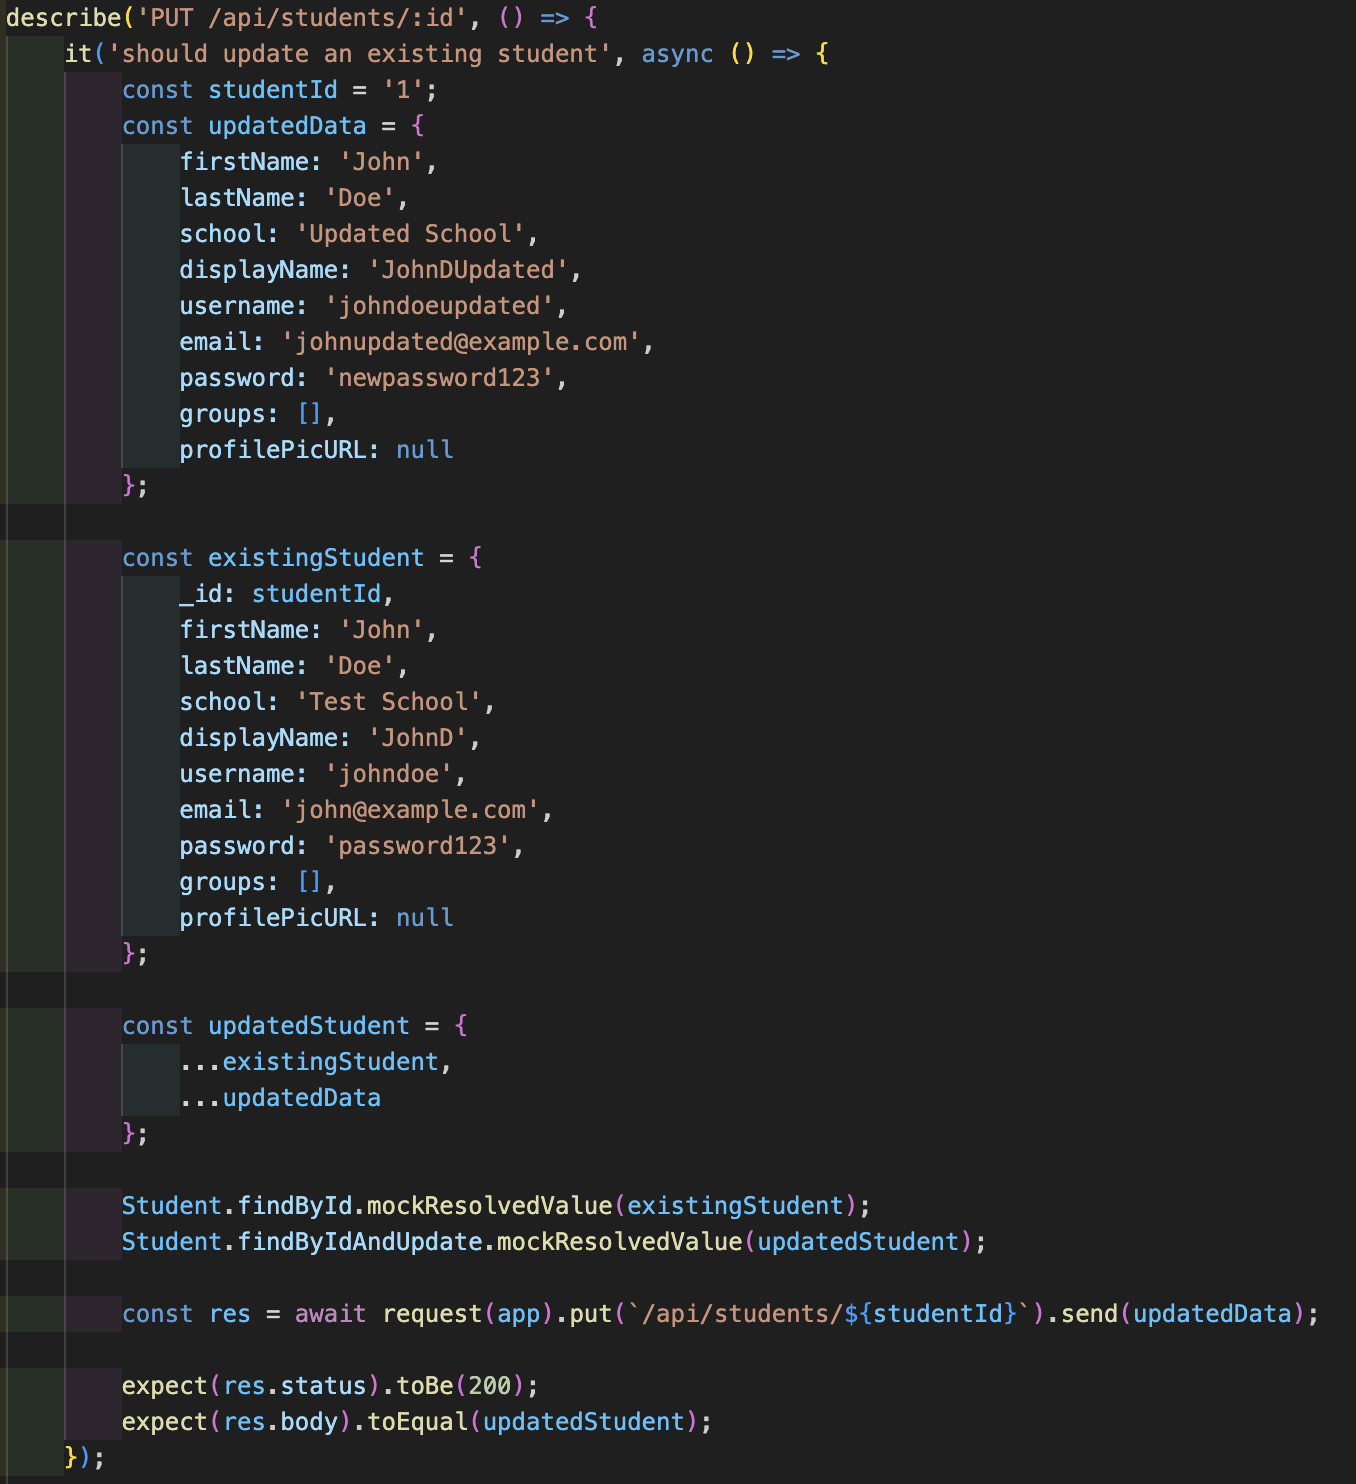 describe('PUT /api/students/:id', () => {
    it('should update an existing student', async () => {
        const studentId = '1';
        const updatedData = {
            firstName: 'John',
            lastName: 'Doe',
            school: 'Updated School',
            displayName: 'JohnDUpdated',
            username: 'johndoeupdated',
            email: 'johnupdated@example.com',
            password: 'newpassword123',
            groups: [],
            profilePicURL: null
        };

        const existingStudent = {
            _id: studentId,
            firstName: 'John',
            lastName: 'Doe',
            school: 'Test School',
            displayName: 'JohnD',
            username: 'johndoe',
            email: 'john@example.com',
            password: 'password123',
            groups: [],
            profilePicURL: null
        };

        const updatedStudent = {
            ...existingStudent,
            ...updatedData
        };

        Student.findById.mockResolvedValue(existingStudent);
        Student.findByIdAndUpdate.mockResolvedValue(updatedStudent);

        const res = await request(app).put(`/api/students/${studentId}`).send(updatedData);

        expect(res.status).toBe(200);
        expect(res.body).toEqual(updatedStudent);
    });